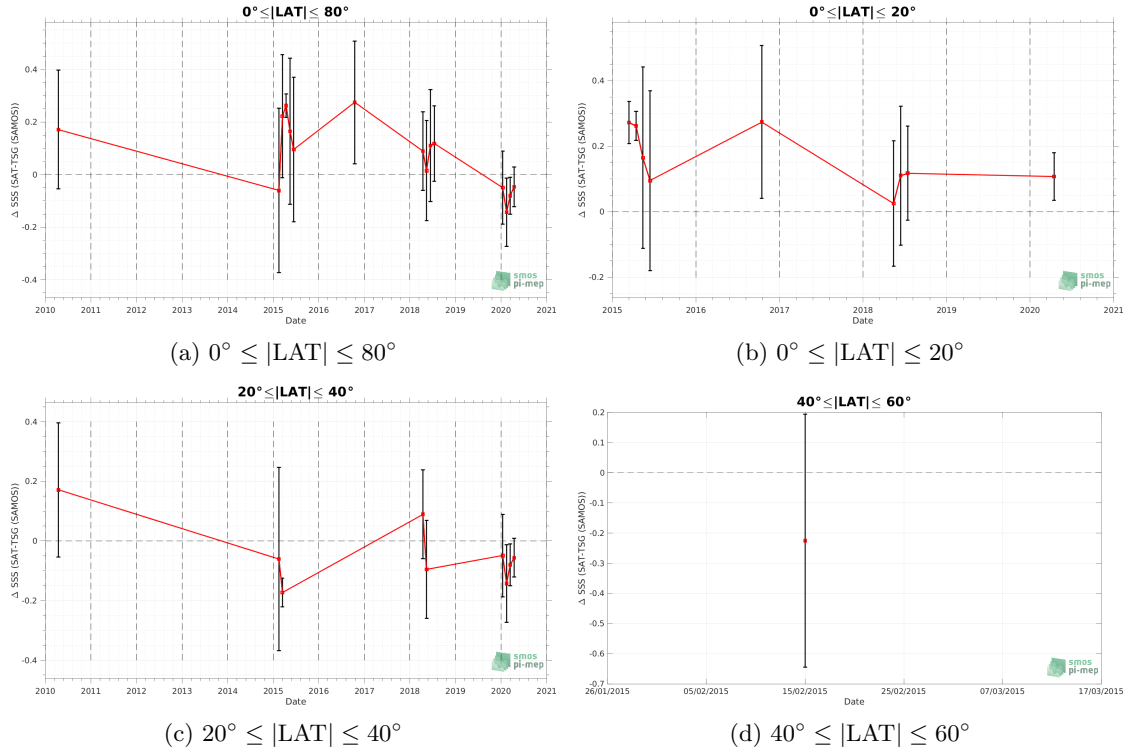 0°≤|LAT|≤ 80°
Δ SSS (SAT-TSG (SAMOS))
0.4
0.2
0
-0.2
-0.4
2010 2011 2012 2013 2014 2015 2016 2017 2018 2019 2020 2021
Date
smos
pi-mep
(a) 0° ≤ |LAT| ≤ 80°
0°≤|LAT|≤ 20°
Δ SSS (SAT-TSG (SAMOS))
0.4
0.2
0
-0.2
2015 2016 2017 2018 2019 2020 2021
Date
smos
pi-mep
(b) 0° ≤ |LAT| ≤ 20°
20°≤|LAT|≤ 40°
Δ SSS (SAT-TSG (SAMOS))
0.4
0.2
0
-0.2
-0.4
2010 2011 2012 2013 2014 2015 2016 2017 2018 2019 2020 2021
Date
smos
pi-mep
(c) 20° ≤ |LAT| ≤ 40°
40°≤|LAT|≤ 60°
Δ SSS (SAT-TSG (SAMOS))
0.2
0.1
0
-0.1
-0.2
-0.3
-0.4
-0.5
-0.6
-0.7
26/01/2015 05/02/2015 15/02/2015 25/02/2015 07/03/2015 17/03/2015
Date
smos
pi-mep
(d) 40° ≤ |LAT| ≤ 60°